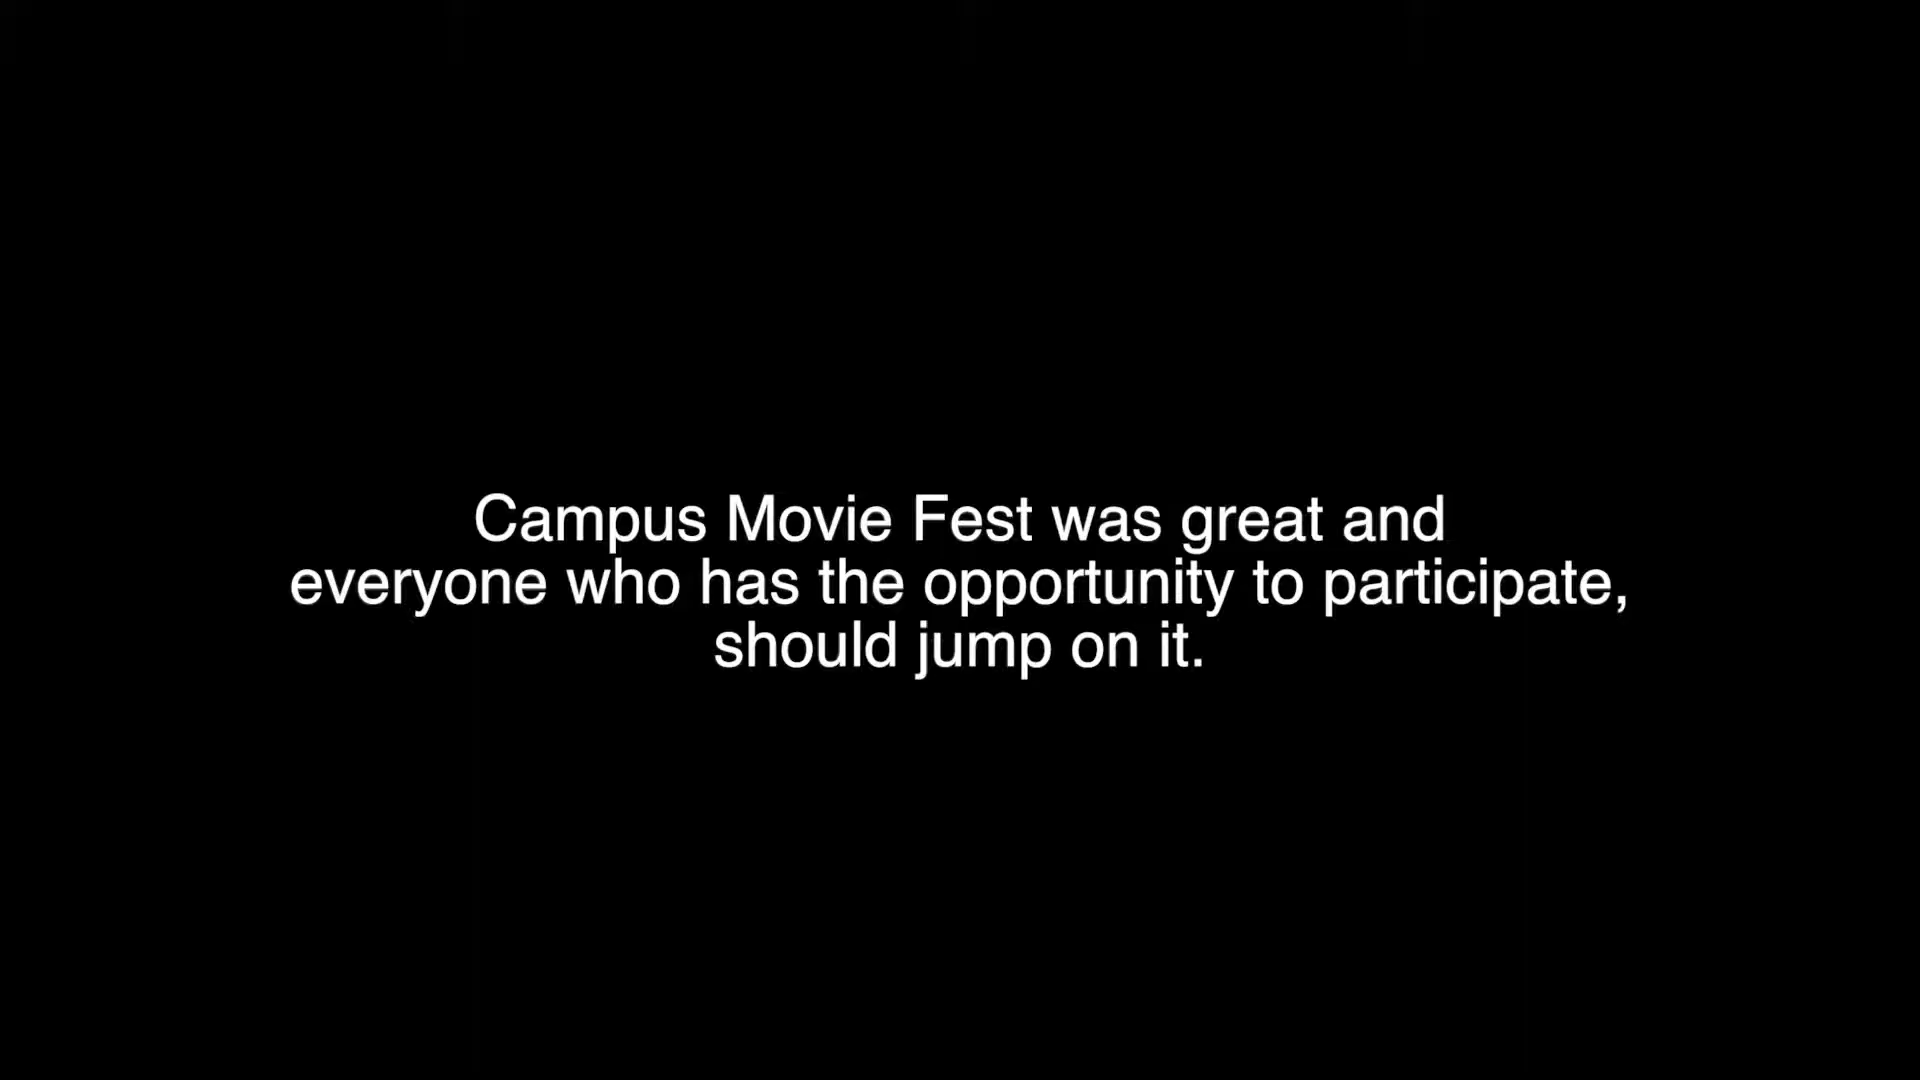 Campus Movie Fest was great and
everyone who has the opportunity to participate,
should jump on it.